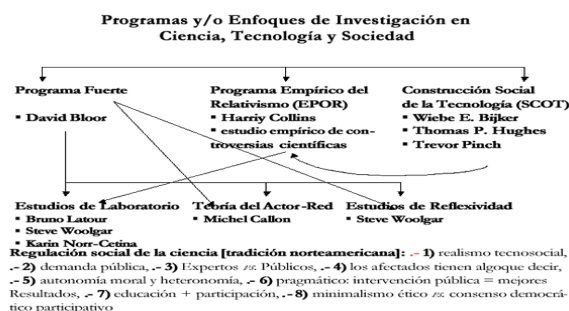 Programas y/o Enfoques de Investigación en
Ciencia, Tecnología y Sociedad
Programa Fuerte
▪ David Bloor
Programa Empírico del
Relativismo (EPOR)
▪ Harriy Collins
▪ estudio empírico de con-
troversias científicas
Construcción Social
de la Tecnología (SCOT)
▪ Wiebe E. Bijker
▪ Thomas P. Hughes
▪ Trevor Pinch
Estudios de Laboratorio
▪ Bruno Latour
▪ Steve Woolgar
▪ Karin Norr-Cetina
Teoría del Actor-Red
▪ Michel Callon
Estudios de Reflexividad
▪ Steve Woolgar
Regulación social de la ciencia [tradición norteamericana]: .- 1) realismo tecnosocial,
.- 2) demanda pública, .- 3) Expertos vs. Públicos, .- 4) los afectados tienen algoque decir,
.- 5) autonomía moral y heteronomía, .- 6) pragmático: intervención pública = mejores
Resultados, .- 7) educación + participación, .- 8) minimalismo ético vs. consenso democrá-
tico participativo